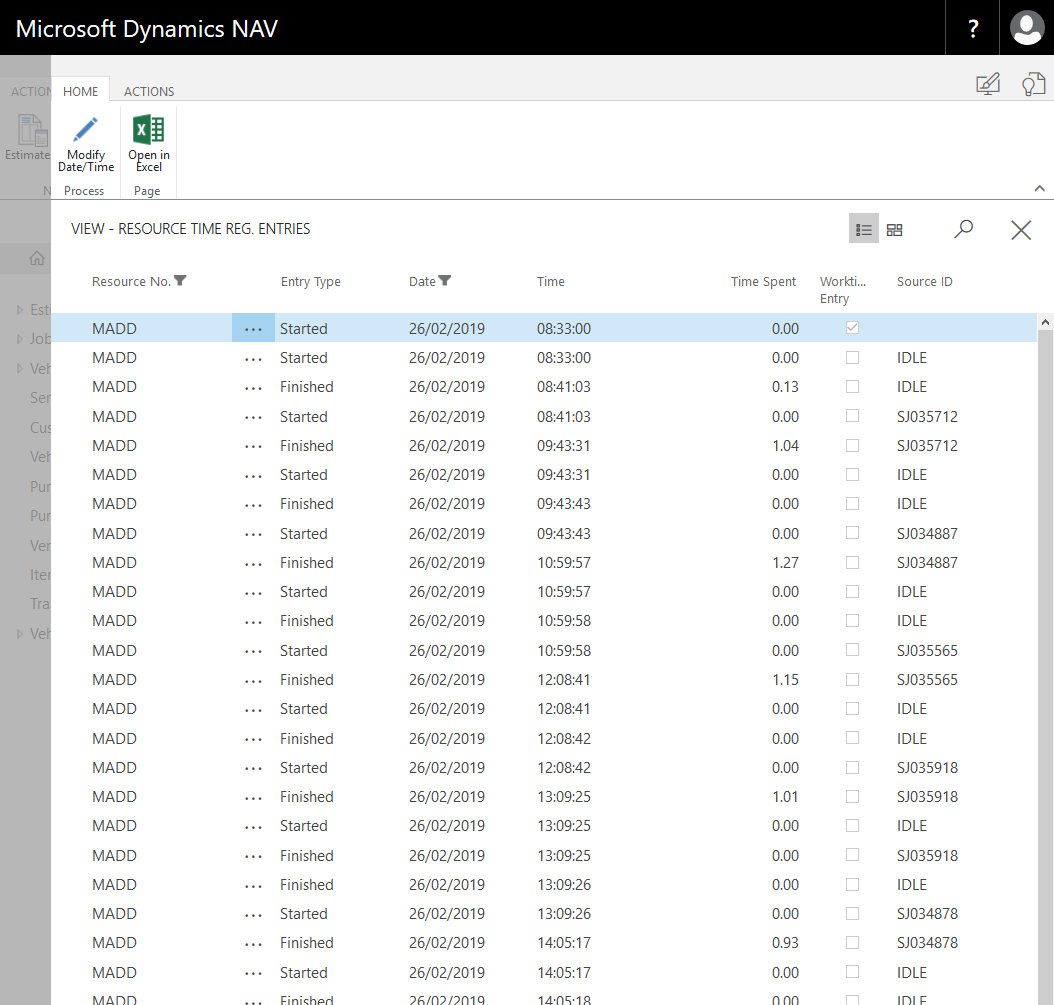 Microsoft Dynamics NAV
?
ACTION HOME ACTIONS
Estimate
Modify Date/Time
Open in Excel
N Process Page
VIEW - RESOURCE TIME REG. ENTRIES
Resource No. Entry Type Date Time Time Spent Workti... Entry Source ID
MADD ... Started 26/02/2019 08:33:00 0.00
MADD ... Started 26/02/2019 08:33:00 0.00 IDLE
MADD ... Finished 26/02/2019 08:41:03 0.13 IDLE
MADD ... Started 26/02/2019 08:41:03 0.00 SJ035712
MADD ... Finished 26/02/2019 09:43:31 1.04 SJ035712
MADD ... Started 26/02/2019 09:43:31 0.00 IDLE
MADD ... Finished 26/02/2019 09:43:43 0.00 IDLE
MADD ... Started 26/02/2019 09:43:43 0.00 SJ034887
MADD ... Finished 26/02/2019 10:59:57 1.27 SJ034887
MADD ... Started 26/02/2019 10:59:57 0.00 IDLE
MADD ... Finished 26/02/2019 10:59:58 0.00 IDLE
MADD ... Started 26/02/2019 10:59:58 0.00 SJ035565
MADD ... Finished 26/02/2019 12:08:41 1.15 SJ035565
MADD ... Started 26/02/2019 12:08:41 0.00 IDLE
MADD ... Finished 26/02/2019 12:08:42 0.00 IDLE
MADD ... Started 26/02/2019 12:08:42 0.00 SJ035918
MADD ... Finished 26/02/2019 13:09:25 1.01 SJ035918
MADD ... Started 26/02/2019 13:09:25 0.00 IDLE
MADD ... Finished 26/02/2019 13:09:25 0.00 SJ035918
MADD ... Finished 26/02/2019 13:09:26 0.00 IDLE
MADD ... Started 26/02/2019 13:09:26 0.00 SJ034878
MADD ... Finished 26/02/2019 14:05:17 0.93 SJ034878
MADD ... Started 26/02/2019 14:05:17 0.00 IDLE
MADD ... Finished 26/02/2019 14:05:18 0.00 IDLE
Est
Job
Veh
Ser
Cus
Veh
Pur
Pur
Ven
Iter
Tra
Veh